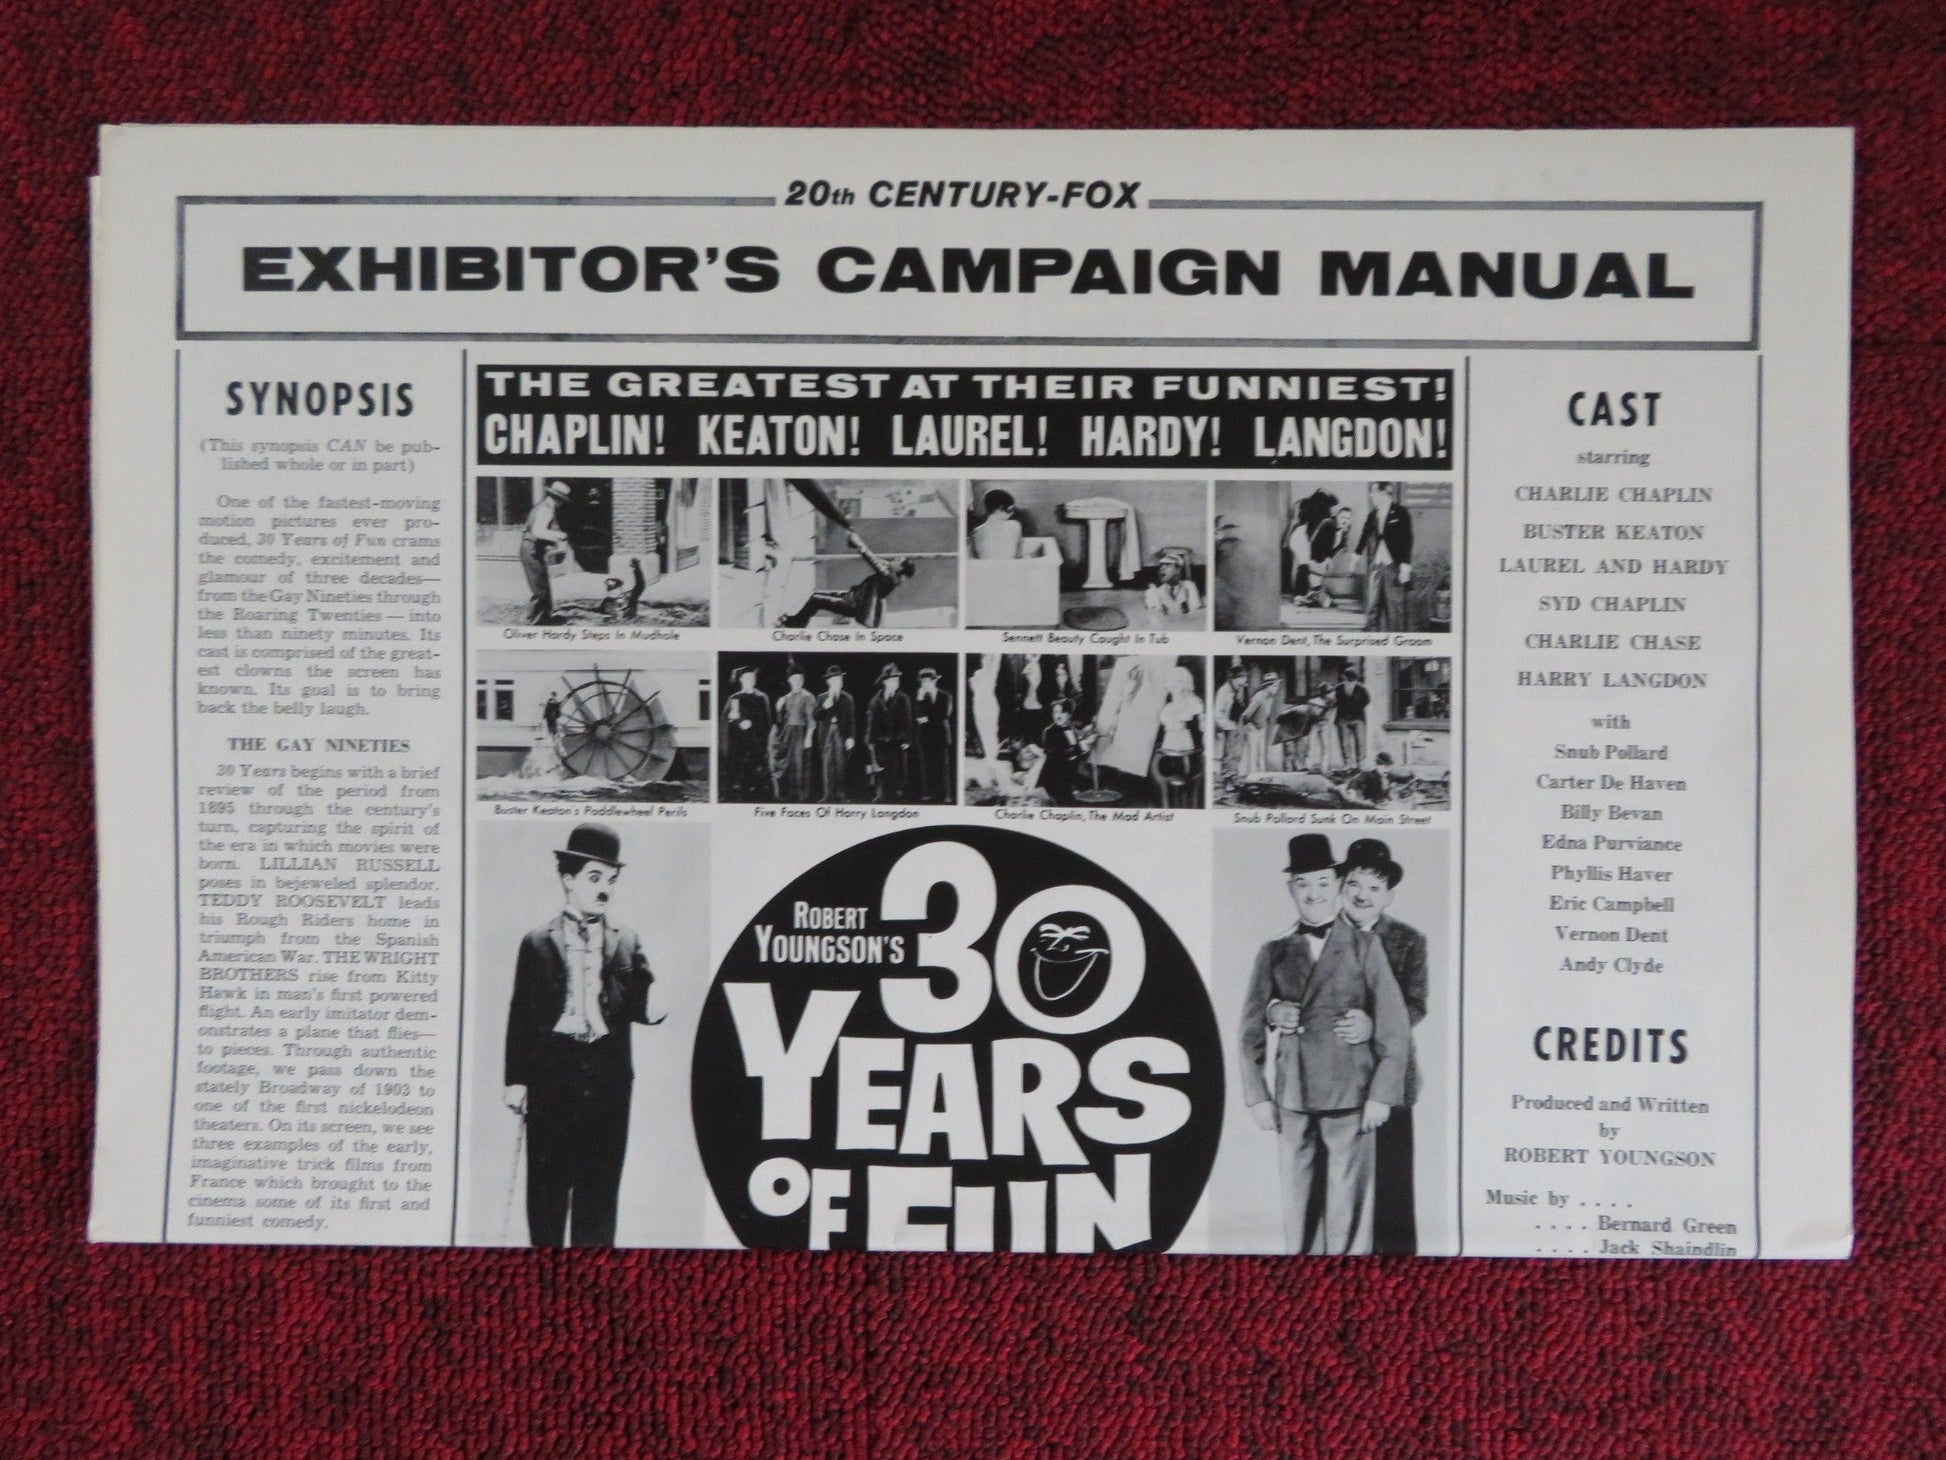 20th CENTURY-FOX
EXHIBITOR'S CAMPAIGN MANUAL
SYNOPSIS
(This synopsis CAN be pub-
lished whole or in part)
One of the fastest-moving
motion pictures ever pro-
duced, 30 Years of Fun crams
the comedy, excitement and
glamour of three decades—
from the Gay Nineties through
the Roaring Twenties — into
less than ninety minutes. Its
cast is comprised of the great-
est clowns the screen has
known. Its goal is to bring
back the belly laugh.
THE GAY NINETIES
30 Years begins with a brief
review of the period from
1895 through the century's
turn, capturing the spirit of
the era in which movies were
born. LILLIAN RUSSELL
poses in bejeweled splendor.
TEDDY ROOSEVELT leads
his Rough Riders home in
triumph from the Spanish
American War. THE WRIGHT
BROTHERS rise from Kitty
Hawk in man's first powered
flight. An early imitator dem-
onstrates a plane that flies—
to pieces. Through authentic
footage, we pass down the
stately Broadway of 1903 to
one of the first nickelodeon
theaters. On its screen, we see
three examples of the early,
imaginative trick films from
France which brought to the
cinema some of its first and
funniest comedy.
THE GREATEST AT THEIR FUNNIEST!
CHAPLIN! KEATON! LAUREL! HARDY! LANGDON!
Oliver Hardy Steps In Mudhole
Charlie Chase In Space
Sennett Beauty Caught In Tub
Vernon Dent, The Surprised Groom
Buster Keaton's Paddlewheel Perils
Five Faces Of Harry Langdon
Charlie Chaplin, The Mad Artist
Snub Pollard Sunk On Main Street
ROBERT
YOUNGSON'S
30
YEARS
OF FUN
CAST
starring
CHARLIE CHAPLIN
BUSTER KEATON
LAUREL AND HARDY
SYD CHAPLIN
CHARLIE CHASE
HARRY LANGDON
with
Snub Pollard
Carter De Haven
Billy Bevan
Edna Purviance
Phyllis Haver
Eric Campbell
Vernon Dent
Andy Clyde
CREDITS
Produced and Written
by
ROBERT YOUNGSON
Music by . . . .
. . . . Bernard Green
. . . . Jack Shaindlin